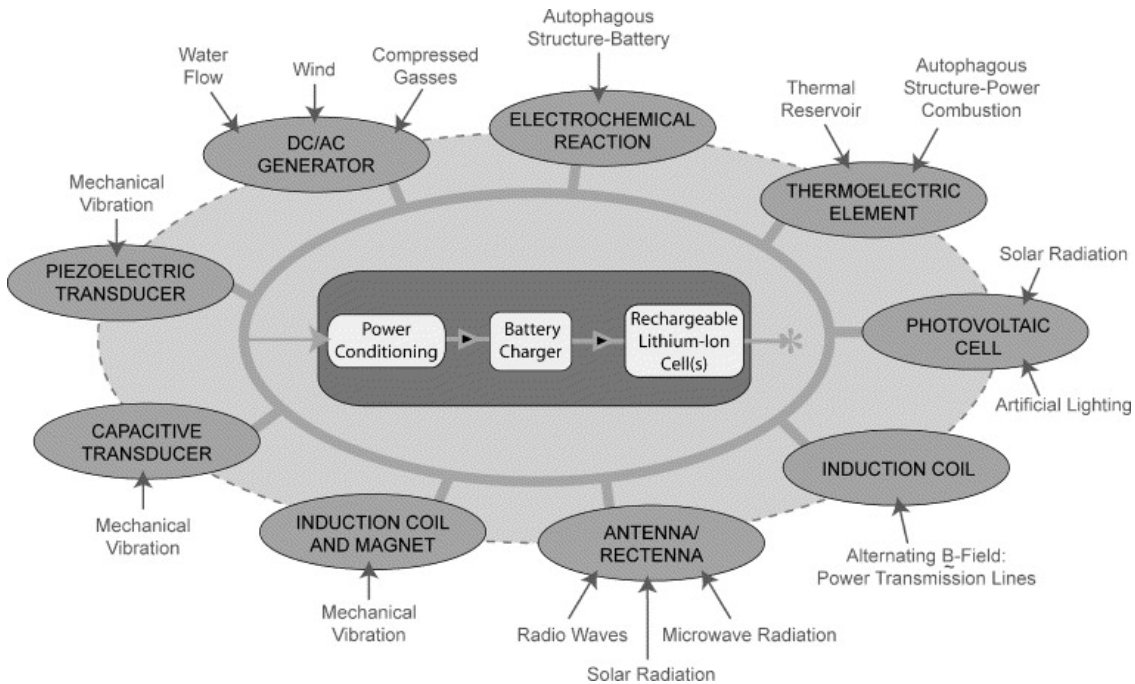 Autophagous
Structure-Battery
Water
Flow
Wind
Compressed
Gasses
Thermal
Reservoir
Autophagous
Structure-Power
Combustion
DC/AC
GENERATOR
ELECTROCHEMICAL
REACTION
THERMOELECTRIC
ELEMENT
Mechanical
Vibration
PIEZOELECTRIC
TRANSDUCER
Solar Radiation
PHOTOVOLTAIC
CELL
Artificial Lighting
Power
Conditioning
Battery
Charger
Rechargeable
Lithium-Ion
Cell(s)
CAPACITIVE
TRANSDUCER
Mechanical
Vibration
INDUCTION COIL
AND MAGNET
Mechanical
Vibration
ANTENNA/
RECTENNA
Radio Waves
Solar Radiation
Microwave Radiation
INDUCTION COIL
Alternating B-Field:
Power Transmission Lines